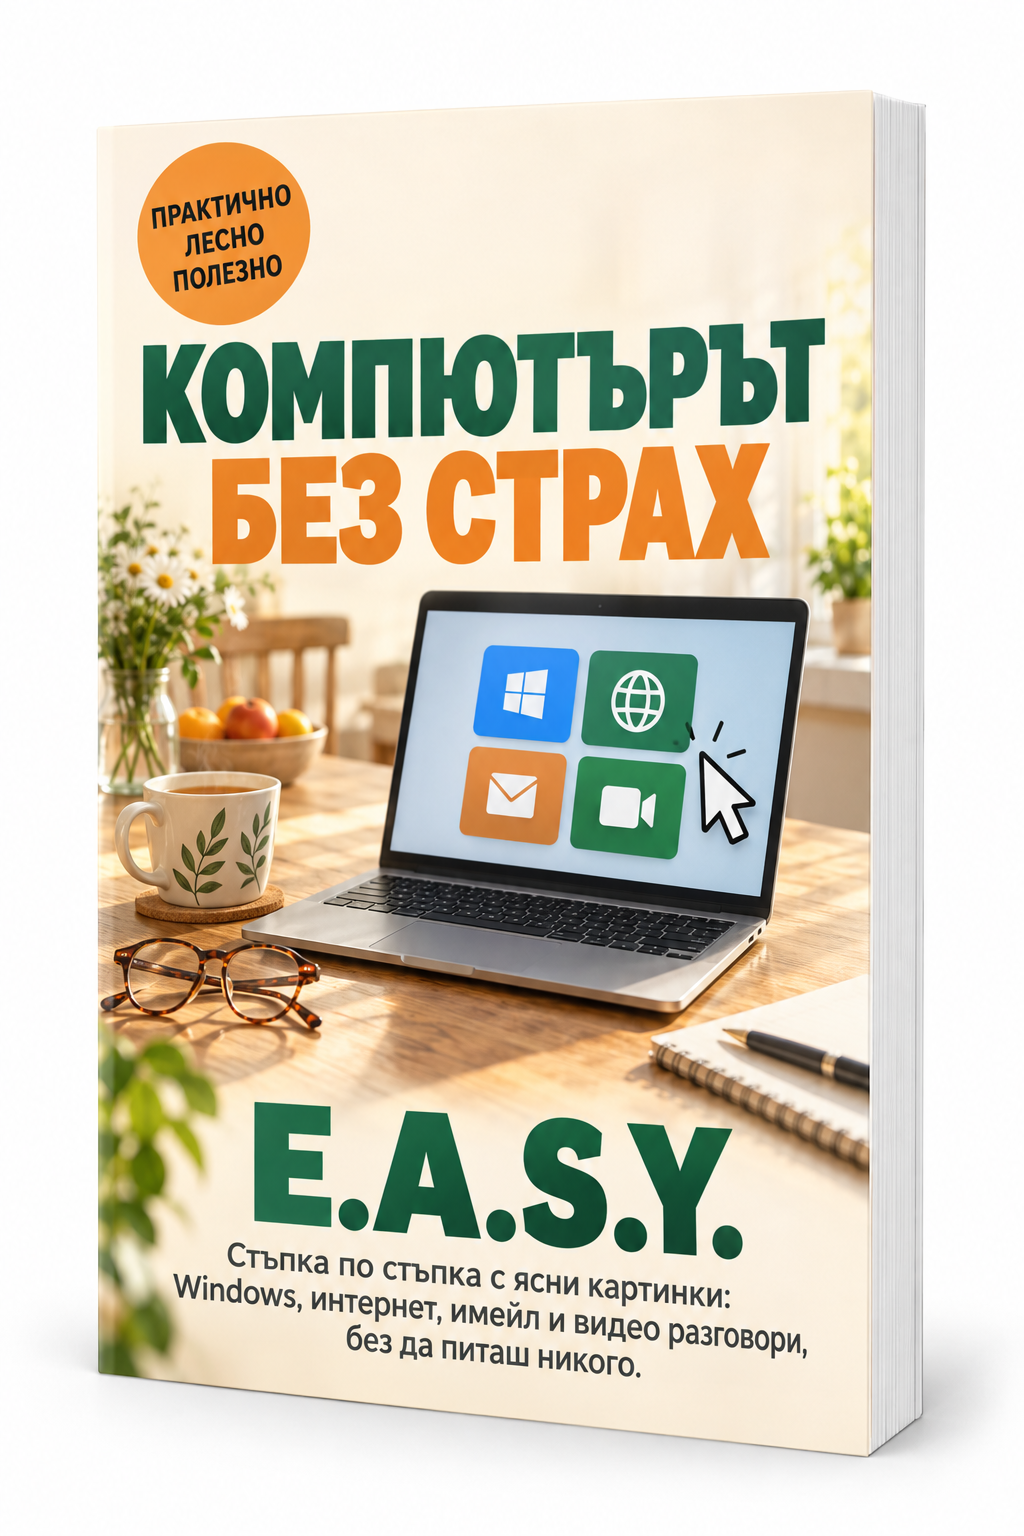 ПРАКТИЧНО
ЛЕСНО
ПОЛЕЗНО
КОМПЮТЪРЪТ
БЕЗ СТРАХ
E.A.S.Y.
Стъпка по стъпка с ясни картинки:
Windows, интернет, имейл и видео разговори,
без да питаш никого.